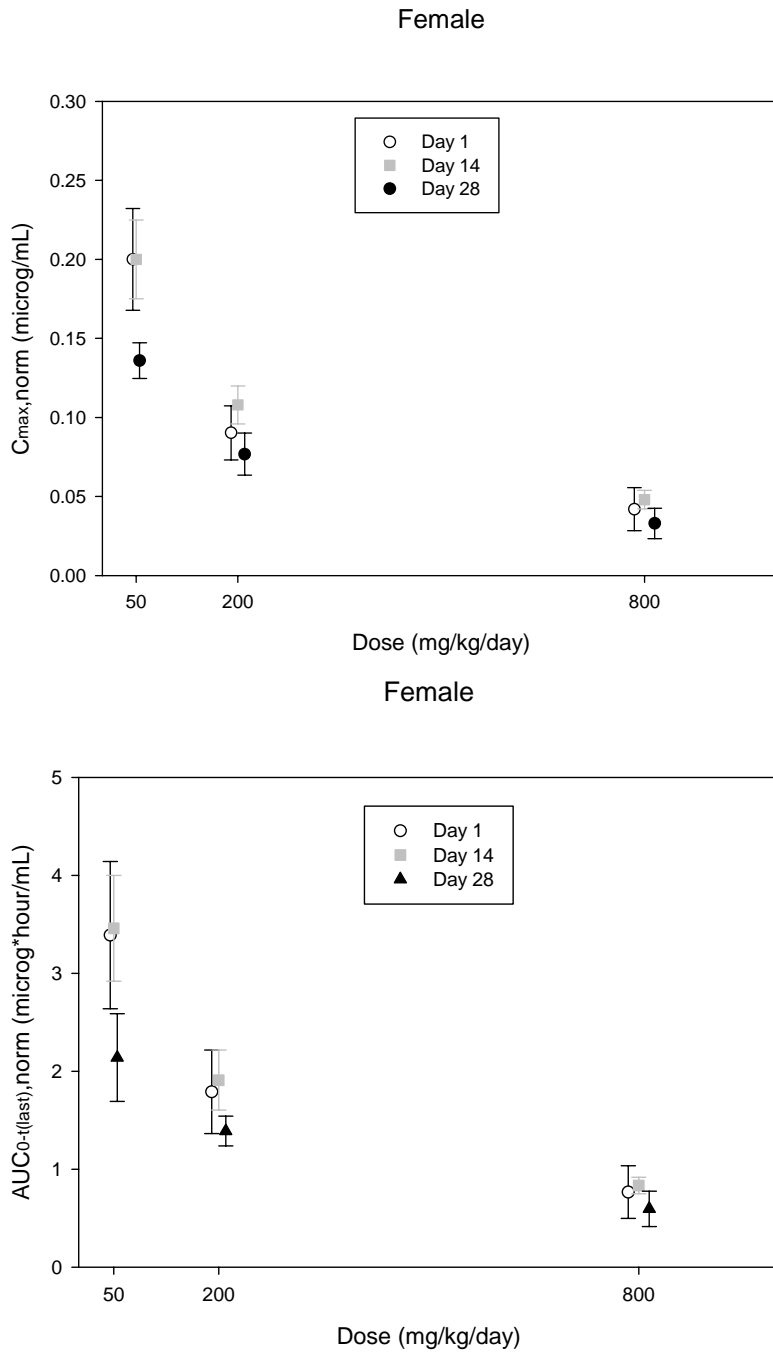 Female
0.30
0.25
0.20
0.15
0.10
0.05
0.00
Cmax,norm (microg/mL)
Day 1
Day 14
Day 28
50
200
800
Dose (mg/kg/day)
Female
5
4
3
2
1
0
AUC0-t(last),norm (microg*hour/mL)
Day 1
Day 14
Day 28
50
200
800
Dose (mg/kg/day)